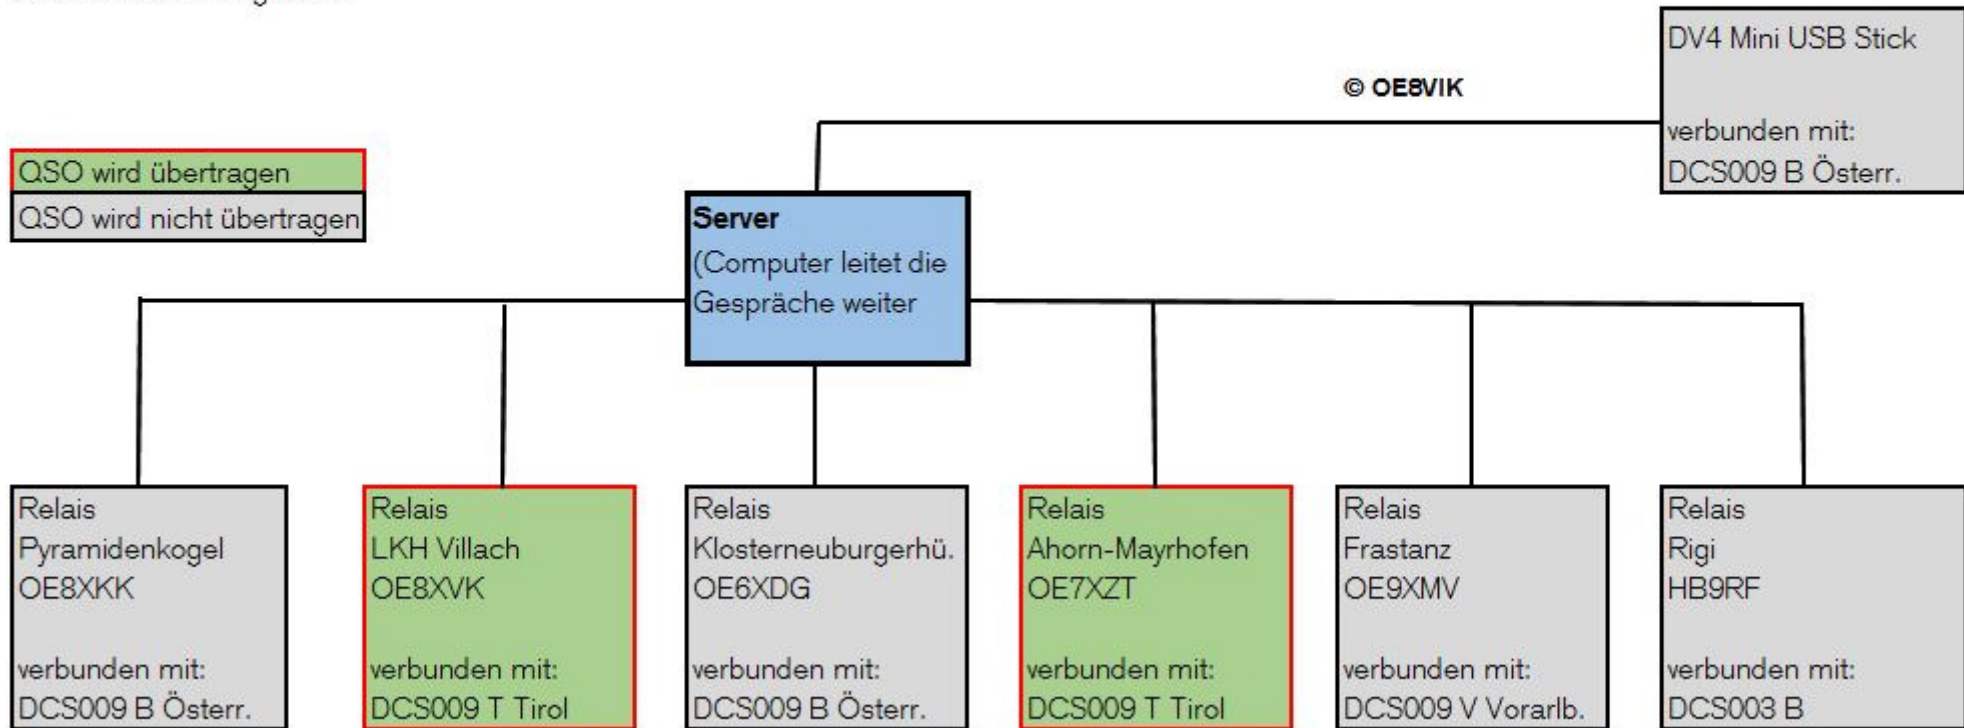 DV4 Mini USB Stick
verbunden mit:
DCS009 B Österr.
© OE8VIK
QSO wird übertragen
QSO wird nicht übertragen
Server
(Computer leitet die
Gespräche weiter
Relais
Pyramidenkogel
OE8XKK
verbunden mit:
DCS009 B Österr.
Relais
LKH Villach
OE8XVK
verbunden mit:
DCS009 T Tirol
Relais
Klosterneuburgerhü.
OE6XDG
verbunden mit:
DCS009 B Österr.
Relais
Ahorn-Mayrhofen
OE7XZT
verbunden mit:
DCS009 T Tirol
Relais
Frastanz
OE9XMV
verbunden mit:
DCS009 V Vorarlb.
Relais
Rigi
HB9RF
verbunden mit:
DCS003 B